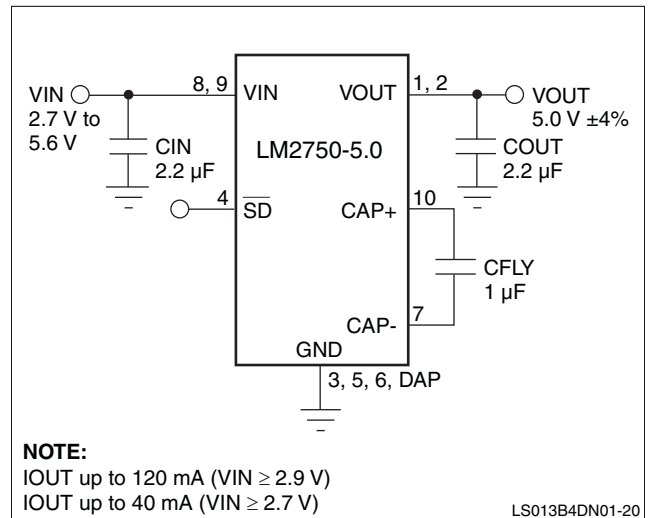 VIN
2.7 V to
5.6 V
CIN
2.2 µF
8, 9
VIN
VOUT
1, 2
VOUT
5.0 V ±4%
COUT
2.2 µF
LM2750-5.0
4
SD
CAP+
10
CFLY
1 µF
CAP-
7
GND
3, 5, 6, DAP
NOTE:
IOUT up to 120 mA (VIN ≥ 2.9 V)
IOUT up to 40 mA (VIN ≥ 2.7 V)
LS013B4DN01-20